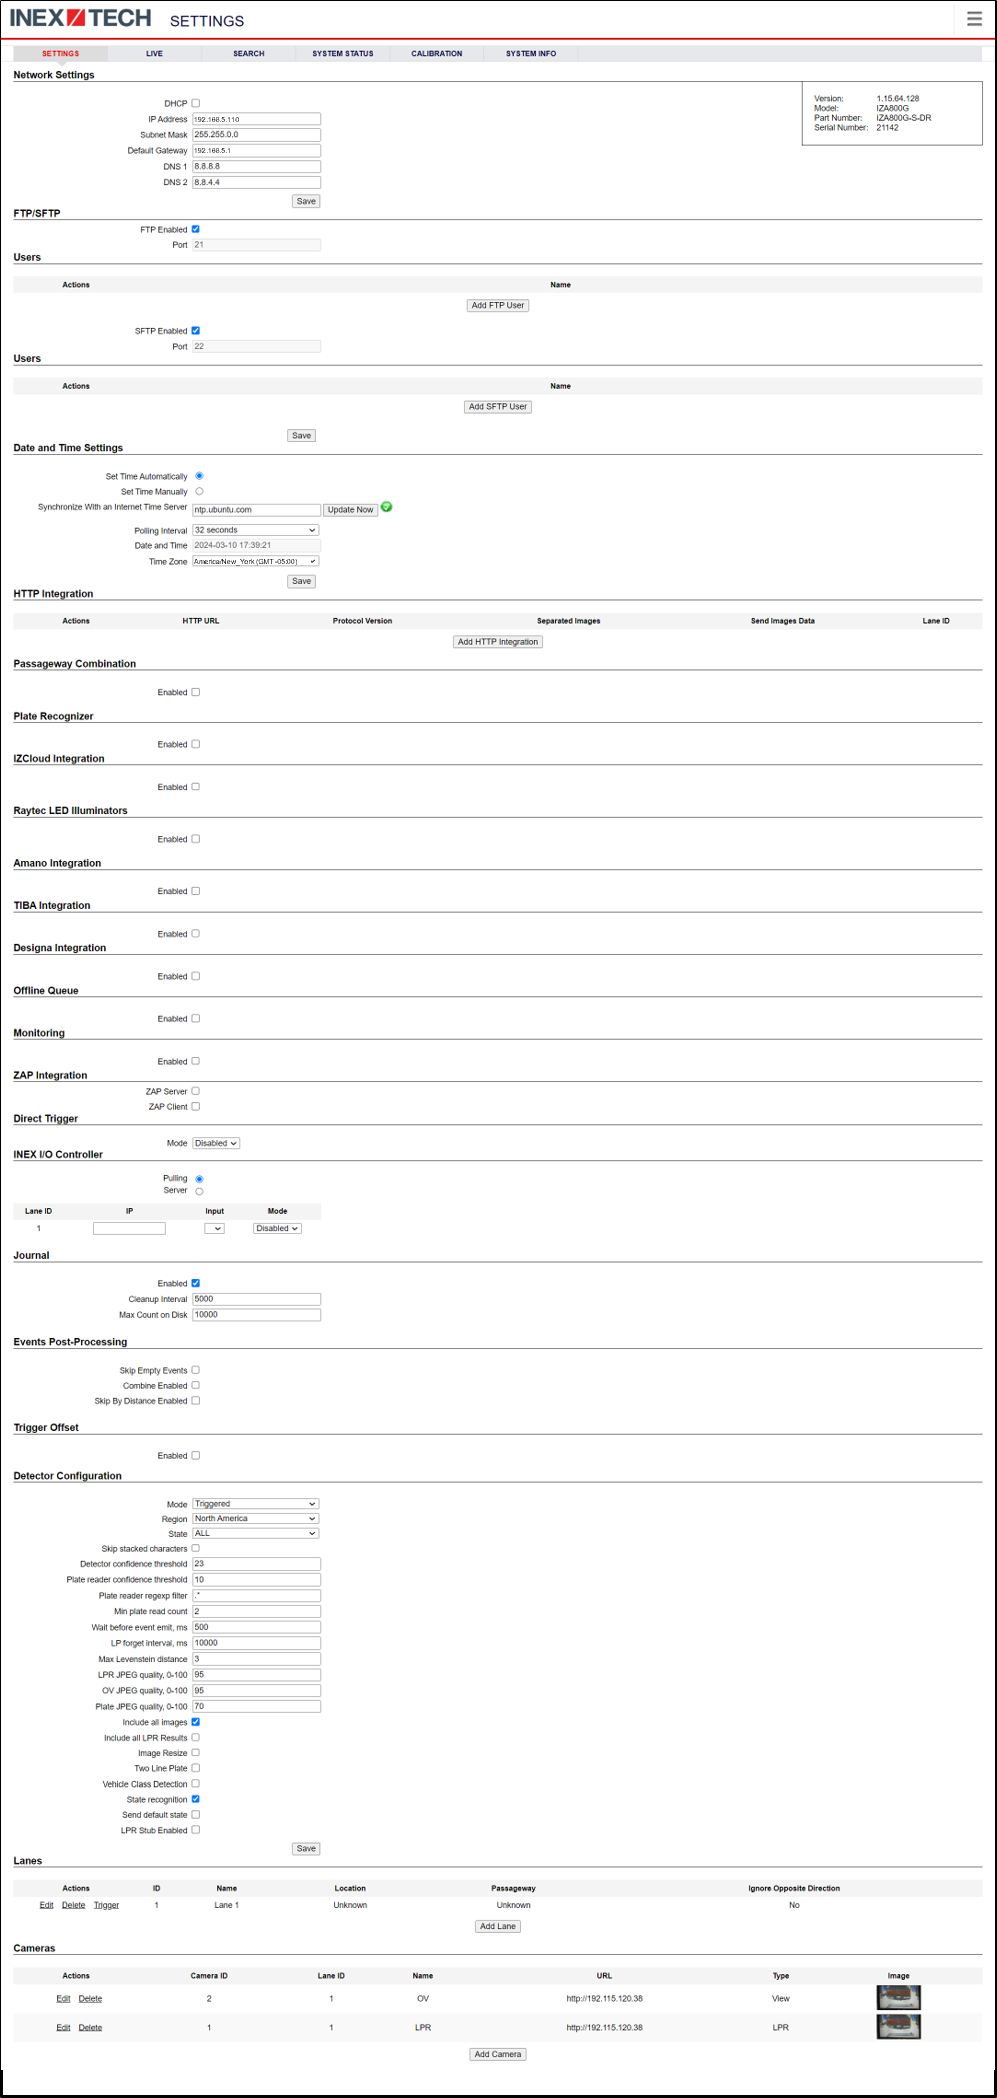 INEX TECH SETTINGS
SETTINGS LIVE SEARCH SYSTEM STATUS CALIBRATION SYSTEM INFO
Network Settings
Version: 1.15.64.128
Model: IZA800G
Part Number: IZA800G-S-DR
Serial Number: 21142
DHCP
IP Address 192.168.5.110
Subnet Mask 255.255.0.0
Default Gateway 192.168.5.1
DNS 1 8.8.8.8
DNS 2 8.8.4.4
Save
FTP/SFTP
FTP Enabled
Port 21
Users
Actions Name
Add FTP User
SFTP Enabled
Port 22
Users
Actions Name
Add SFTP User
Save
Date and Time Settings
Set Time Automatically
Set Time Manually
Synchronize With an Internet Time Server ntp.ubuntu.com Update Now
Polling Interval 32 seconds
Date and Time 2024-03-10 17:39:21
Time Zone America/New_York (GMT -05:00)
Save
HTTP Integration
Actions HTTP URL Protocol Version Separated Images Send Images Data Lane ID
Add HTTP Integration
Passageway Combination
Enabled
Plate Recognizer
Enabled
IZCloud Integration
Enabled
Raytec LED Illuminators
Enabled
Amano Integration
Enabled
TIBA Integration
Enabled
Designa Integration
Enabled
Offline Queue
Enabled
Monitoring
Enabled
ZAP Integration
ZAP Server
ZAP Client
Direct Trigger
Mode Disabled
INEX I/O Controller
Pulling
Server
Lane ID IP Input Mode
1 Disabled
Journal
Enabled
Cleanup Interval 5000
Max Count on Disk 10000
Events Post-Processing
Skip Empty Events
Combine Enabled
Skip By Distance Enabled
Trigger Offset
Enabled
Detector Configuration
Mode Triggered
Region North America
State ALL
Skip stacked characters
Detector confidence threshold 23
Plate reader confidence threshold 10
Plate reader regexp filter .*
Min plate read count 2
Wait before event emit, ms 500
LP forget interval, ms 10000
Max Levenstein distance 3
LPR JPEG quality, 0-100 95
OV JPEG quality, 0-100 95
Plate JPEG quality, 0-100 70
Include all images
Include all LPR Results
Image Resize
Two Line Plate
Vehicle Class Detection
State recognition
Send default state
LPR Stub Enabled
Save
Lanes
Actions ID Name Location Passageway Ignore Opposite Direction
Edit Delete Trigger 1 Lane 1 Unknown Unknown No
Add Lane
Cameras
Actions Camera ID Lane ID Name URL Type Image
Edit Delete 2 1 OV http://192.115.120.38 View
Edit Delete 1 1 LPR http://192.115.120.38 LPR
Add Camera